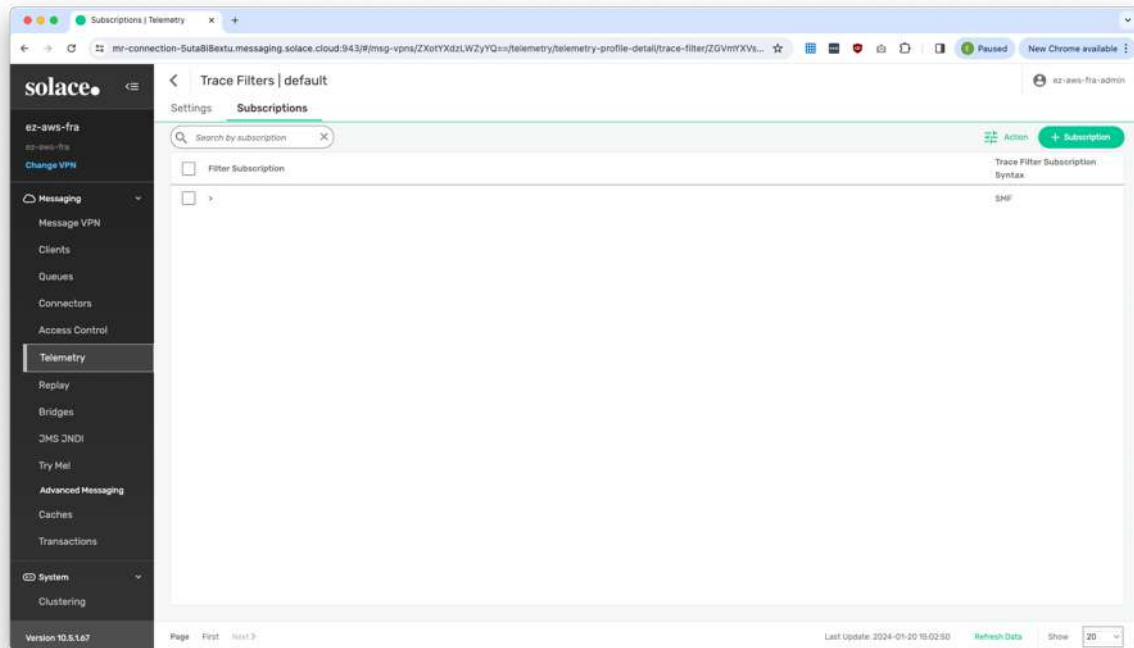 Subscriptions | Telemetry
mr-connection-5uta8i8extu.messaging.solace.cloud:943/#/msg-vpns/ZXotYXdzLWZyYQ==/telemetry/telemetry-profile-detail/trace-filter/ZGVmYXVs...
Paused
New Chrome available
solace.
Trace Filters | default
ez-aws-fra-admin
Settings
Subscriptions
ez-aws-fra
ez-aws-fra
Change VPN
Search by subscription
Action
+ Subscription
Filter Subscription
Trace Filter Subscription
Syntax
>
SMF
Messaging
Message VPN
Clients
Queues
Connectors
Access Control
Telemetry
Replay
Bridges
JMS JNDI
Try Me!
Advanced Messaging
Caches
Transactions
System
Clustering
Version 10.5.1.67
Page First Next >
Last Update: 2024-01-20 15:02:50
Refresh Data
Show 20